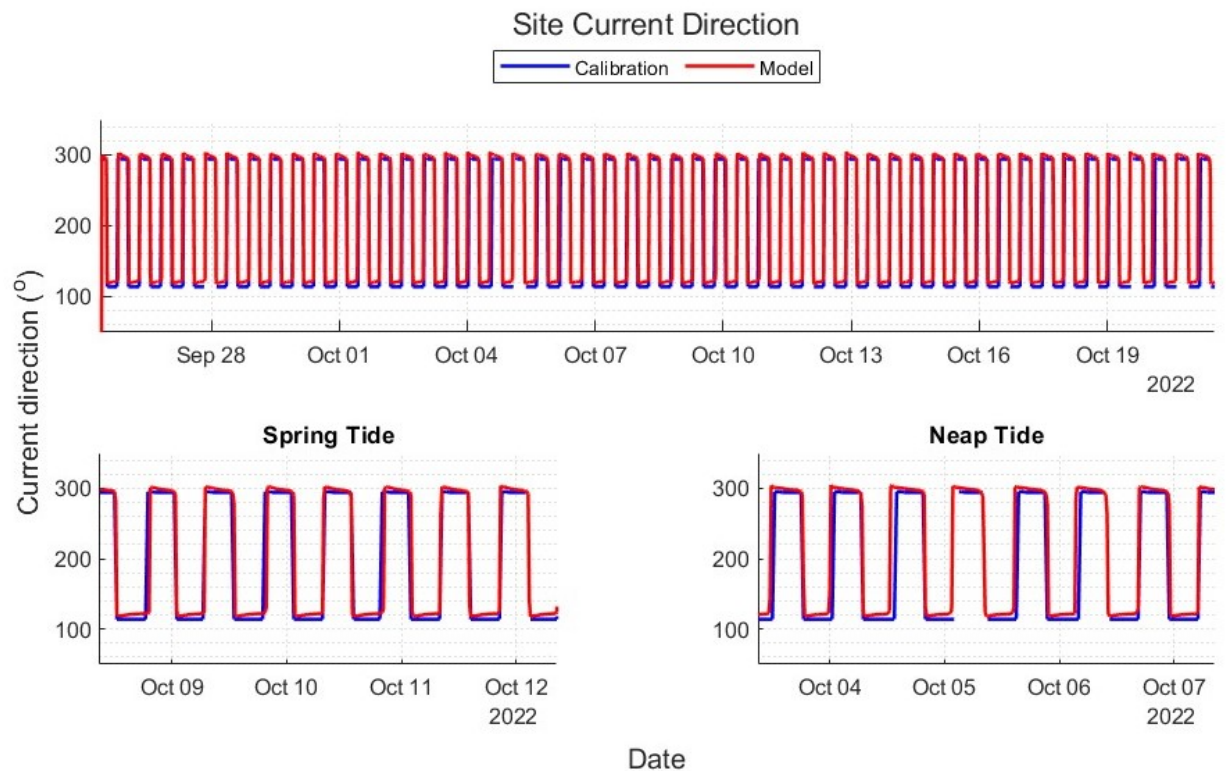 Site Current Direction
Calibration Model
300
200
100
Sep 28 Oct 01 Oct 04 Oct 07 Oct 10 Oct 13 Oct 16 Oct 19
2022
Current direction (°)
Spring Tide
300
200
100
Oct 09 Oct 10 Oct 11 Oct 12
2022
Neap Tide
300
200
100
Oct 04 Oct 05 Oct 06 Oct 07
2022
Date